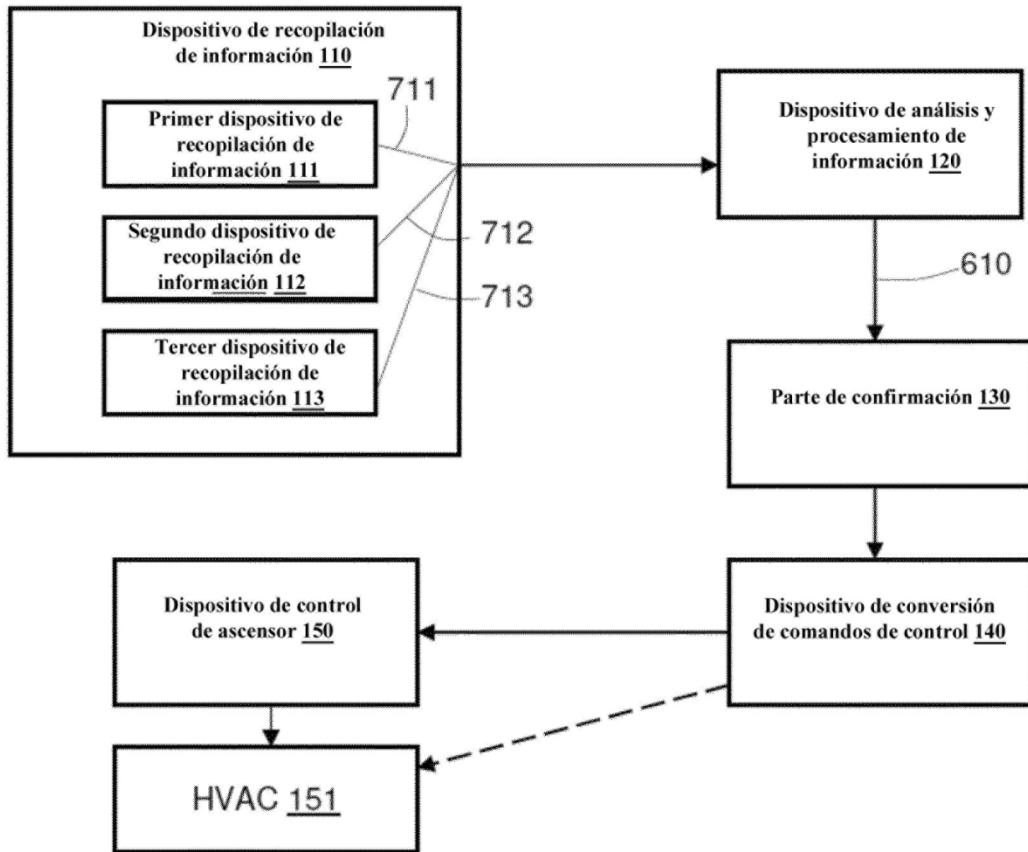 Dispositivo de recopilación
de información 110
711
Primer dispositivo de
recopilación de
información 111
Segundo dispositivo de
recopilación de
información 112
712
713
Tercer dispositivo de
recopilación de
información 113
Dispositivo de análisis y
procesamiento de
información 120
610
Parte de confirmación 130
Dispositivo de conversión
de comandos de control 140
Dispositivo de control
de ascensor 150
HVAC 151